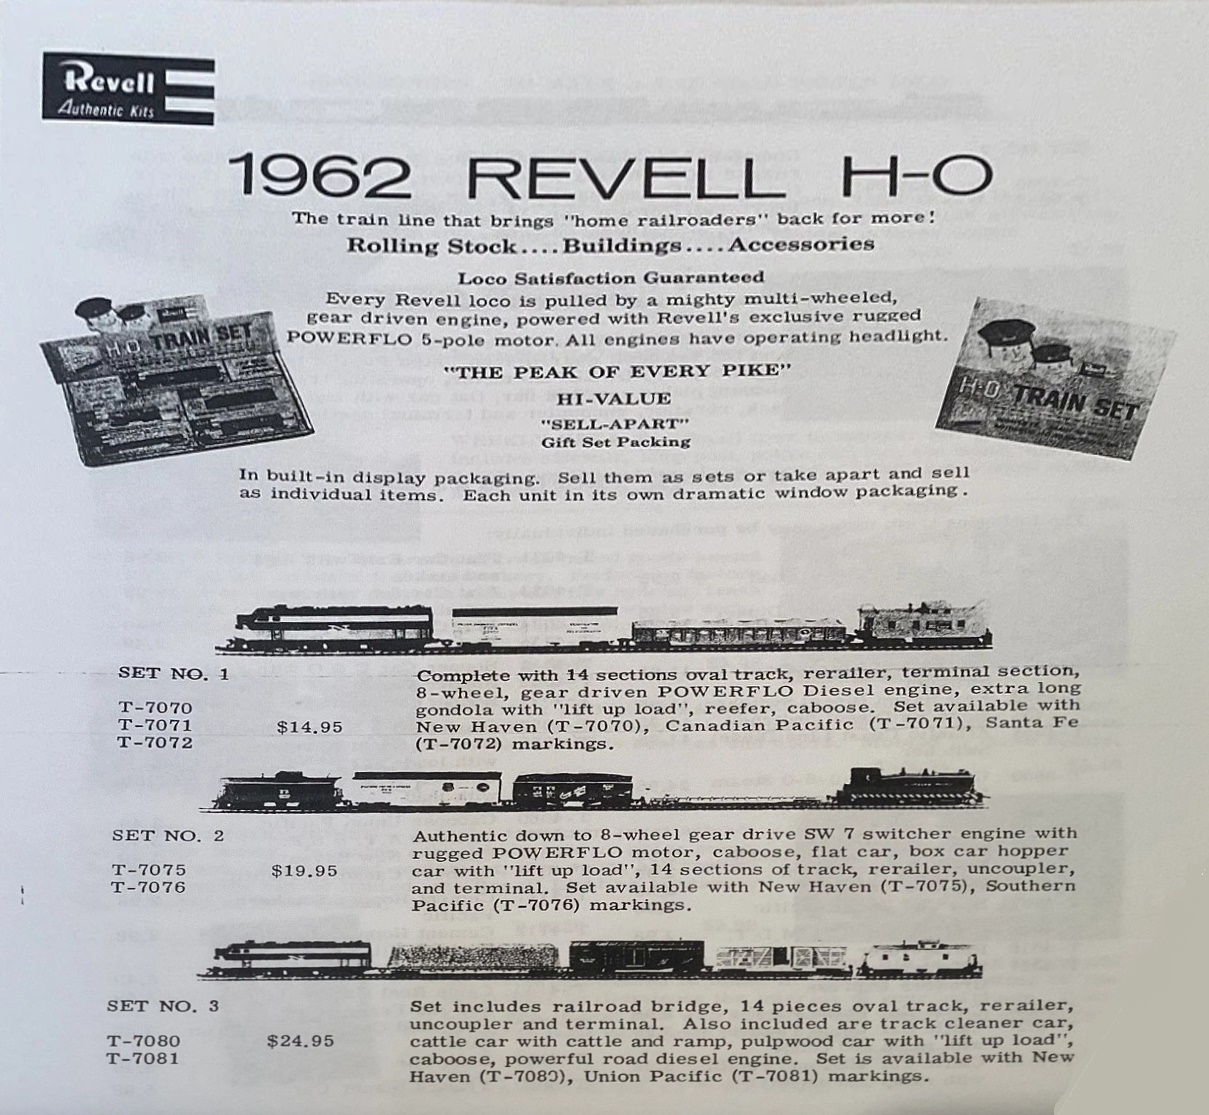 Revell
Authentic Kits
1962 REVELL H-O
The train line that brings "home railroaders" back for more!
Rolling Stock....Buildings....Accessories
Loco Satisfaction Guaranteed
Every Revell loco is pulled by a mighty multi-wheeled,
gear driven engine, powered with Revell's exclusive rugged
POWERFLO 5-pole motor. All engines have operating headlight.
"THE PEAK OF EVERY PIKE"
HI-VALUE
"SELL-APART"
Gift Set Packing
H-O TRAIN SET
H-O TRAIN SET
In built-in display packaging. Sell them as sets or take apart and sell
as individual items. Each unit in its own dramatic window packaging.
SET NO. 1
T-7070
T-7071 $14.95
T-7072
Complete with 14 sections oval track, rerailer, terminal section,
8-wheel, gear driven POWERFLO Diesel engine, extra long
gondola with "lift up load", reefer, caboose. Set available with
New Haven (T-7070), Canadian Pacific (T-7071), Santa Fe
(T-7072) markings.
SET NO. 2
T-7075 $19.95
T-7076
Authentic down to 8-wheel gear drive SW 7 switcher engine with
rugged POWERFLO motor, caboose, flat car, box car hopper
car with "lift up load", 14 sections of track, rerailer, uncoupler,
and terminal. Set available with New Haven (T-7075), Southern
Pacific (T-7076) markings.
SET NO. 3
T-7080 $24.95
T-7081
Set includes railroad bridge, 14 pieces oval track, rerailer,
uncoupler and terminal. Also included are track cleaner car,
cattle car with cattle and ramp, pulpwood car with "lift up load",
caboose, powerful road diesel engine. Set is available with New
Haven (T-7080), Union Pacific (T-7081) markings.